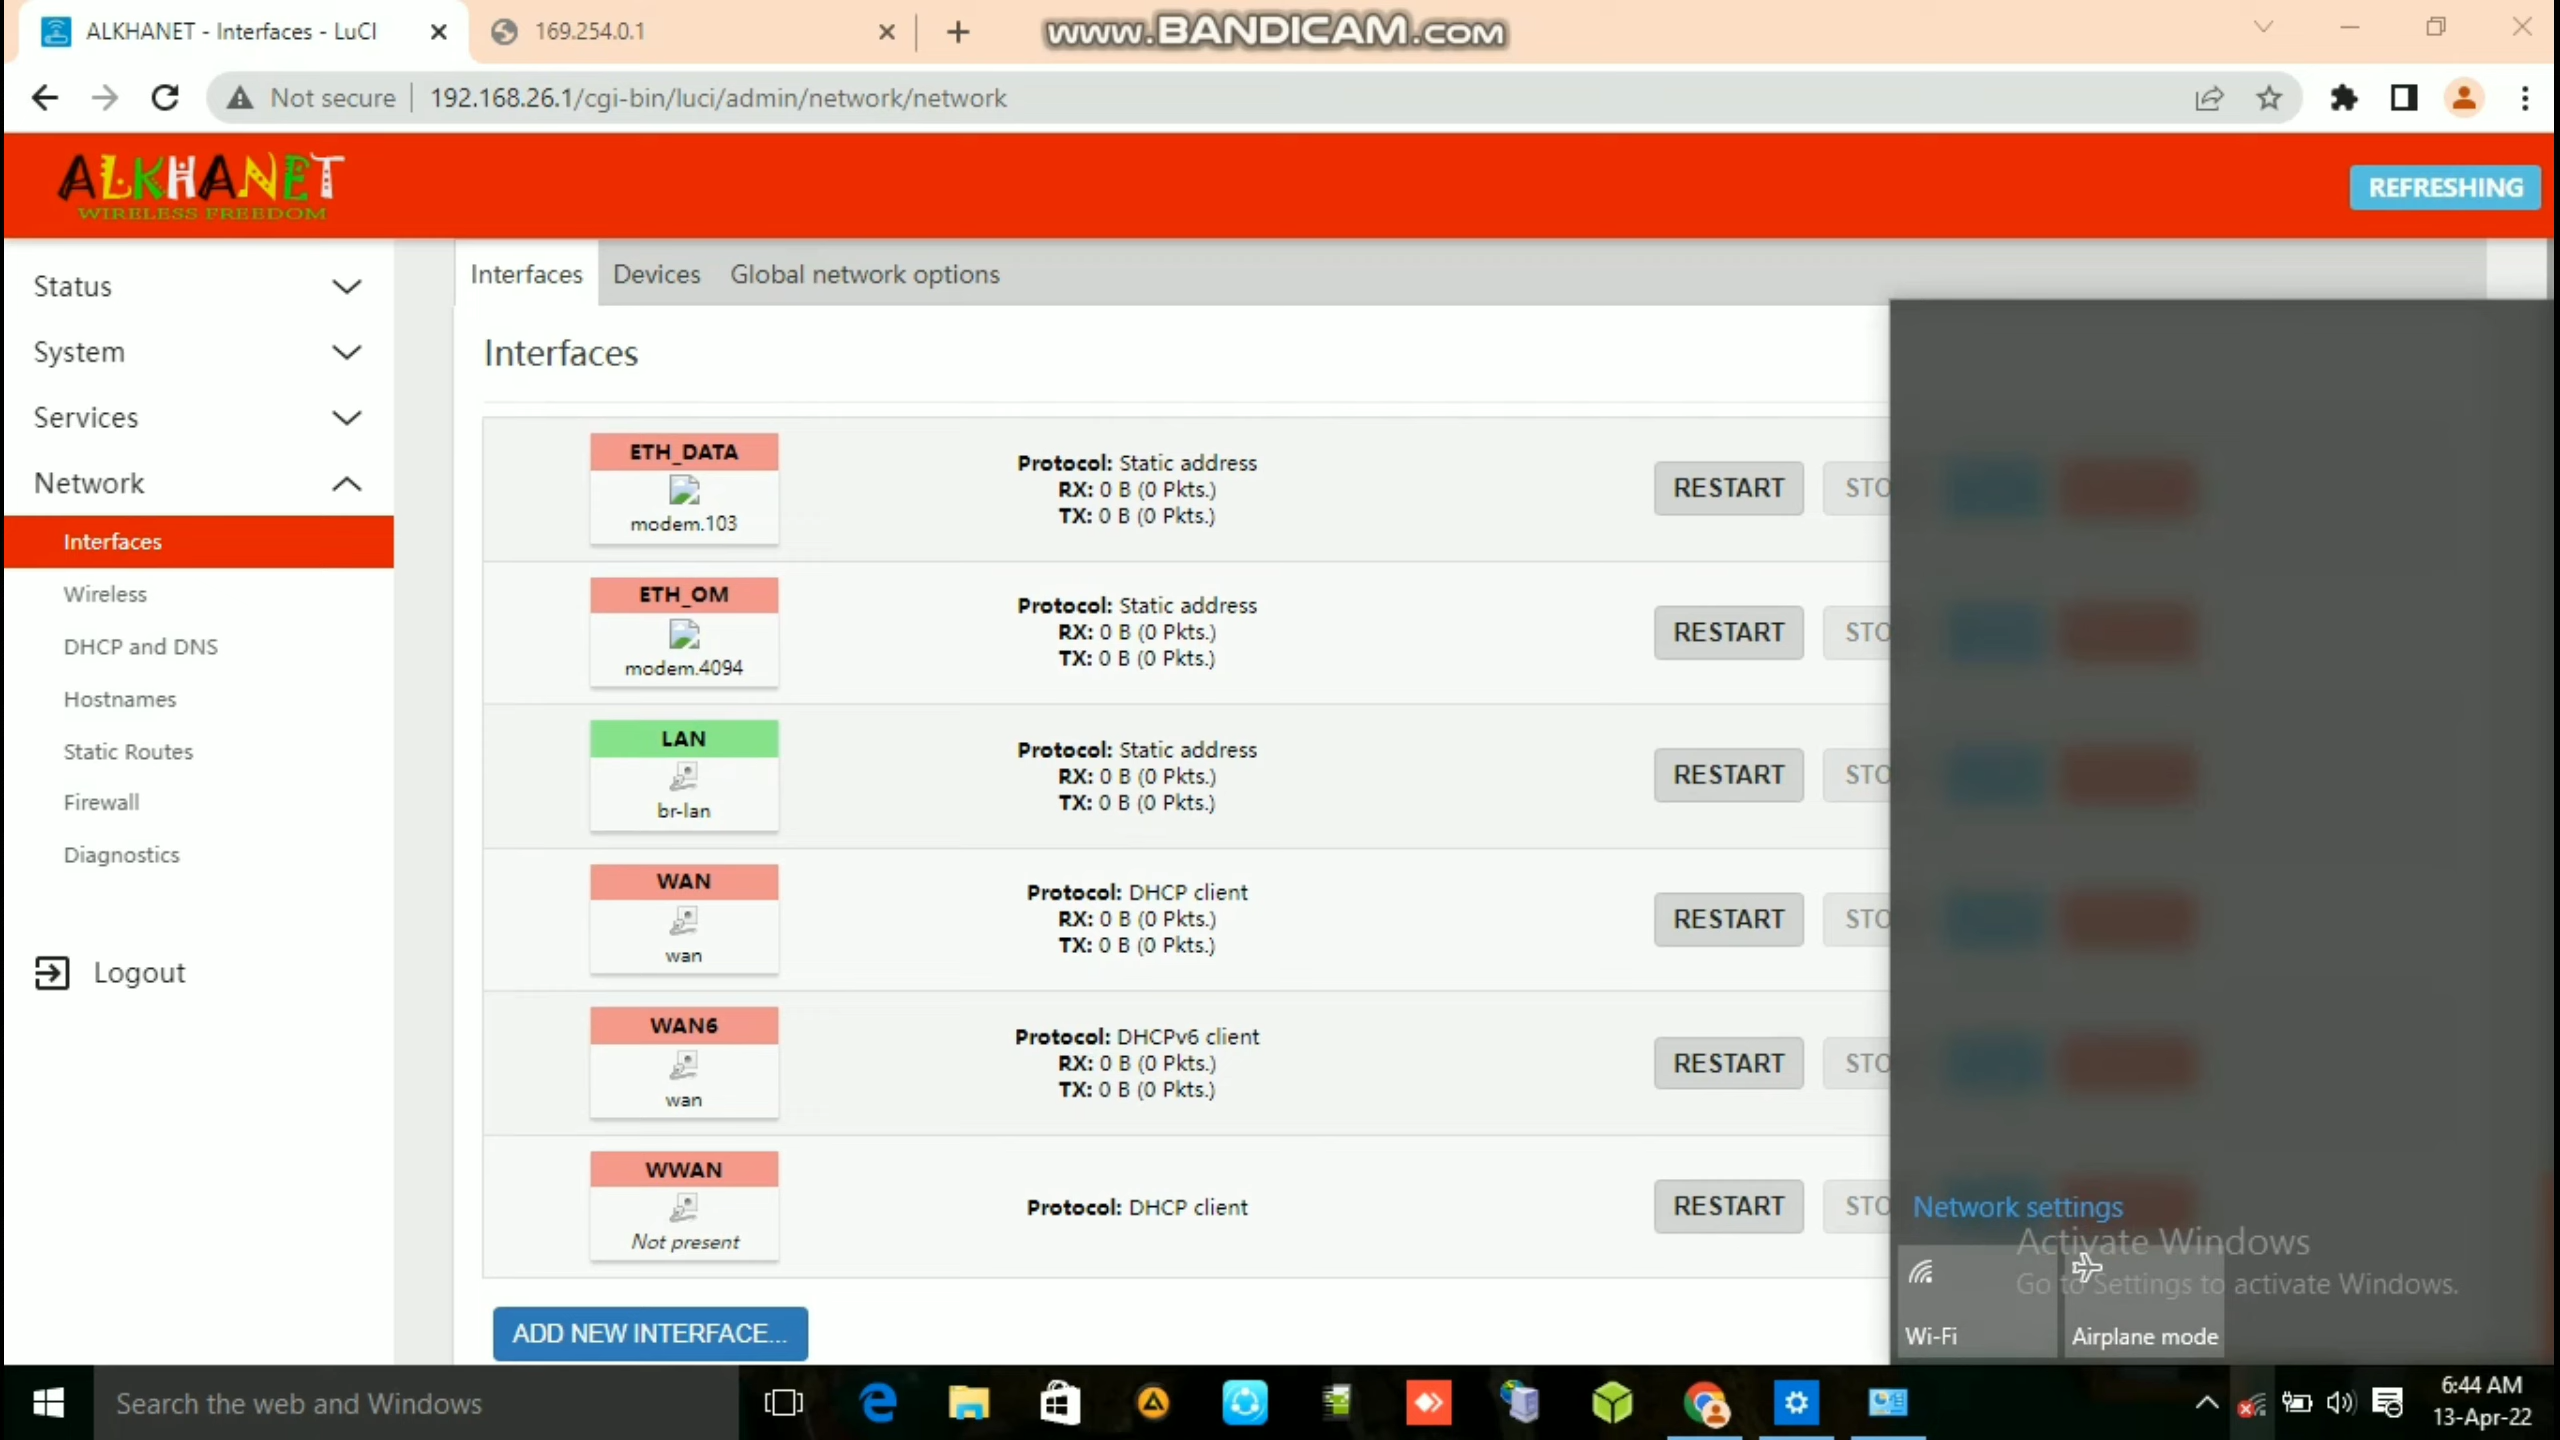 ALKHANET - Interfaces - LuCI
169.254.0.1
www.BANDICAM.com
Not secure
192.168.26.1/cgi-bin/luci/admin/network/network
ALKHANET
WIRELESS FREEDOM
REFRESHING
Status
System
Services
Network
Interfaces
Wireless
DHCP and DNS
Hostnames
Static Routes
Firewall
Diagnostics
Logout
Interfaces
Devices
Global network options
Interfaces
ETH_DATA
modem.103
Protocol: Static address
RX: 0 B (0 Pkts.)
TX: 0 B (0 Pkts.)
RESTART
STO
ETH_OM
modem.4094
Protocol: Static address
RX: 0 B (0 Pkts.)
TX: 0 B (0 Pkts.)
RESTART
STO
LAN
br-lan
Protocol: Static address
RX: 0 B (0 Pkts.)
TX: 0 B (0 Pkts.)
RESTART
STO
WAN
wan
Protocol: DHCP client
RX: 0 B (0 Pkts.)
TX: 0 B (0 Pkts.)
RESTART
STO
WAN6
wan
Protocol: DHCPv6 client
RX: 0 B (0 Pkts.)
TX: 0 B (0 Pkts.)
RESTART
STO
WWAN
Not present
Protocol: DHCP client
RESTART
STO
ADD NEW INTERFACE...
Network settings
Activate Windows
Go to Settings to activate Windows.
Wi-Fi
Airplane mode
Search the web and Windows
6:44 AM
13-Apr-22